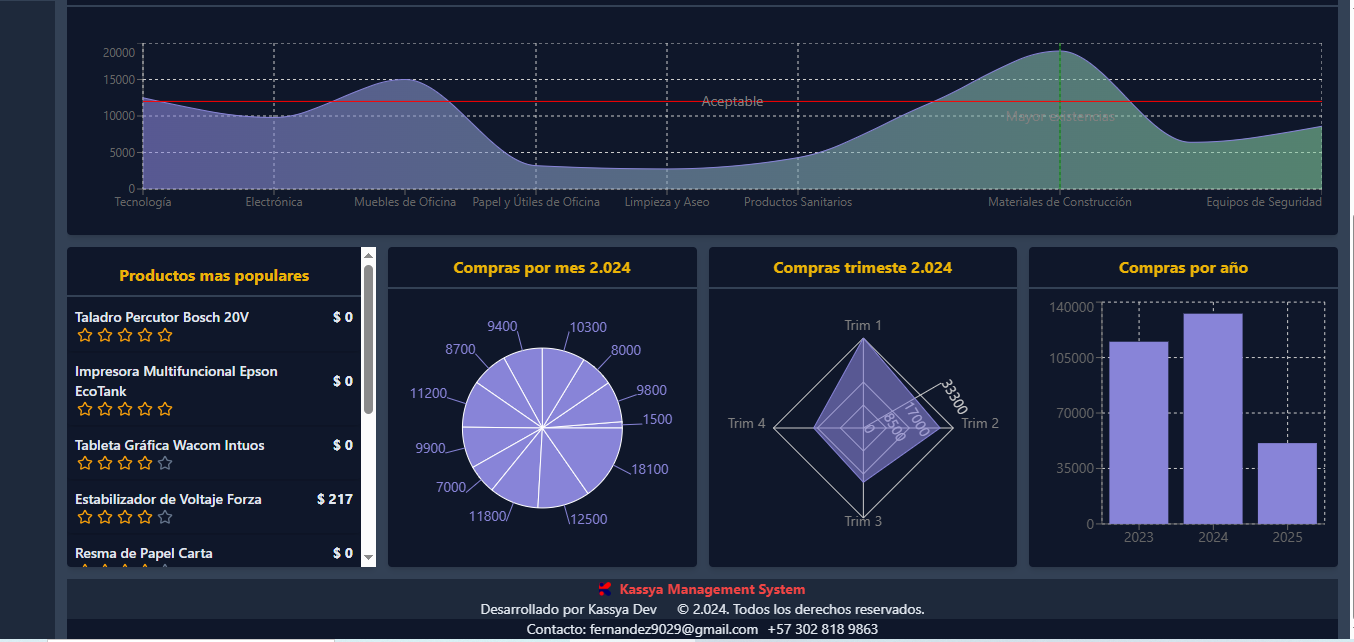 20000
15000
10000
5000
0
Aceptable
Mayor existencias
Tecnología Electrónica Muebles de Oficina Papel y Útiles de Oficina Limpieza y Aseo Productos Sanitarios Materiales de Construcción Equipos de Seguridad
Productos mas populares
Taladro Percutor Bosch 20V $ 0
Impresora Multifuncional Epson
EcoTank
$ 0
Tableta Gráfica Wacom Intuos $ 0
Estabilizador de Voltaje Forza $ 217
Resma de Papel Carta $ 0
Compras por mes 2.024
9400 10300
8700 8000
11200 9800
1500
9900
18100
7000
11800 12500
Compras trimeste 2.024
Trim 1
33300
17000
8500
0
Trim 4 Trim 2
Trim 3
Compras por año
140000
105000
70000
35000
0
2023 2024 2025
Kassya Management System
Desarrollado por Kassya Dev © 2.024. Todos los derechos reservados.
Contacto: fernandez9029@gmail.com +57 302 818 9863